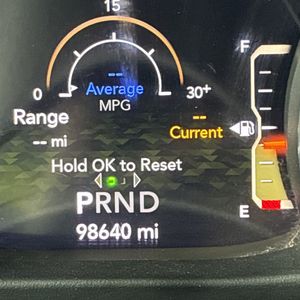 15
F
--
0 Average 30+
MPG
Range --
-- mi Current
Hold OK to Reset
PRND E
98640 mi